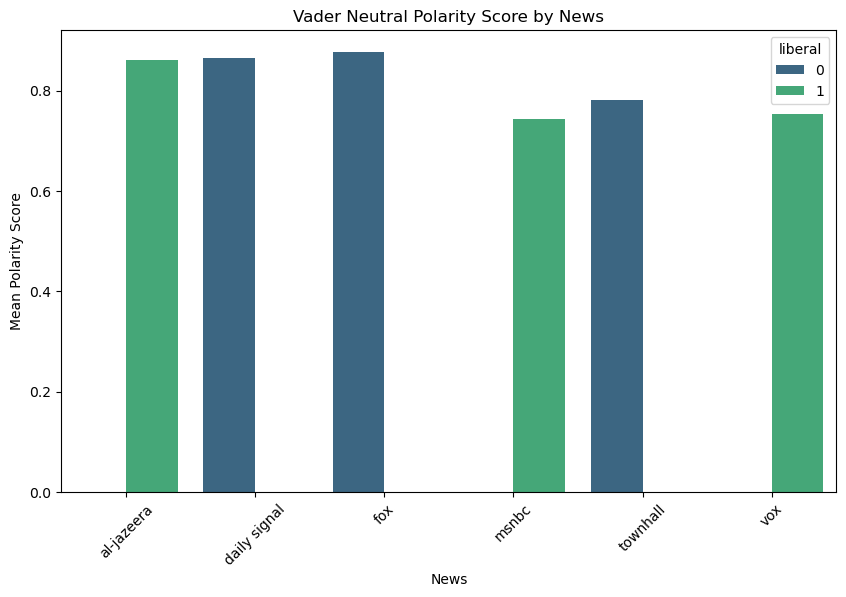 Vader Neutral Polarity Score by News
liberal
0
1
Mean Polarity Score
0.8
0.6
0.4
0.2
0.0
al-jazeera
daily signal
fox
msnbc
townhall
vox
News